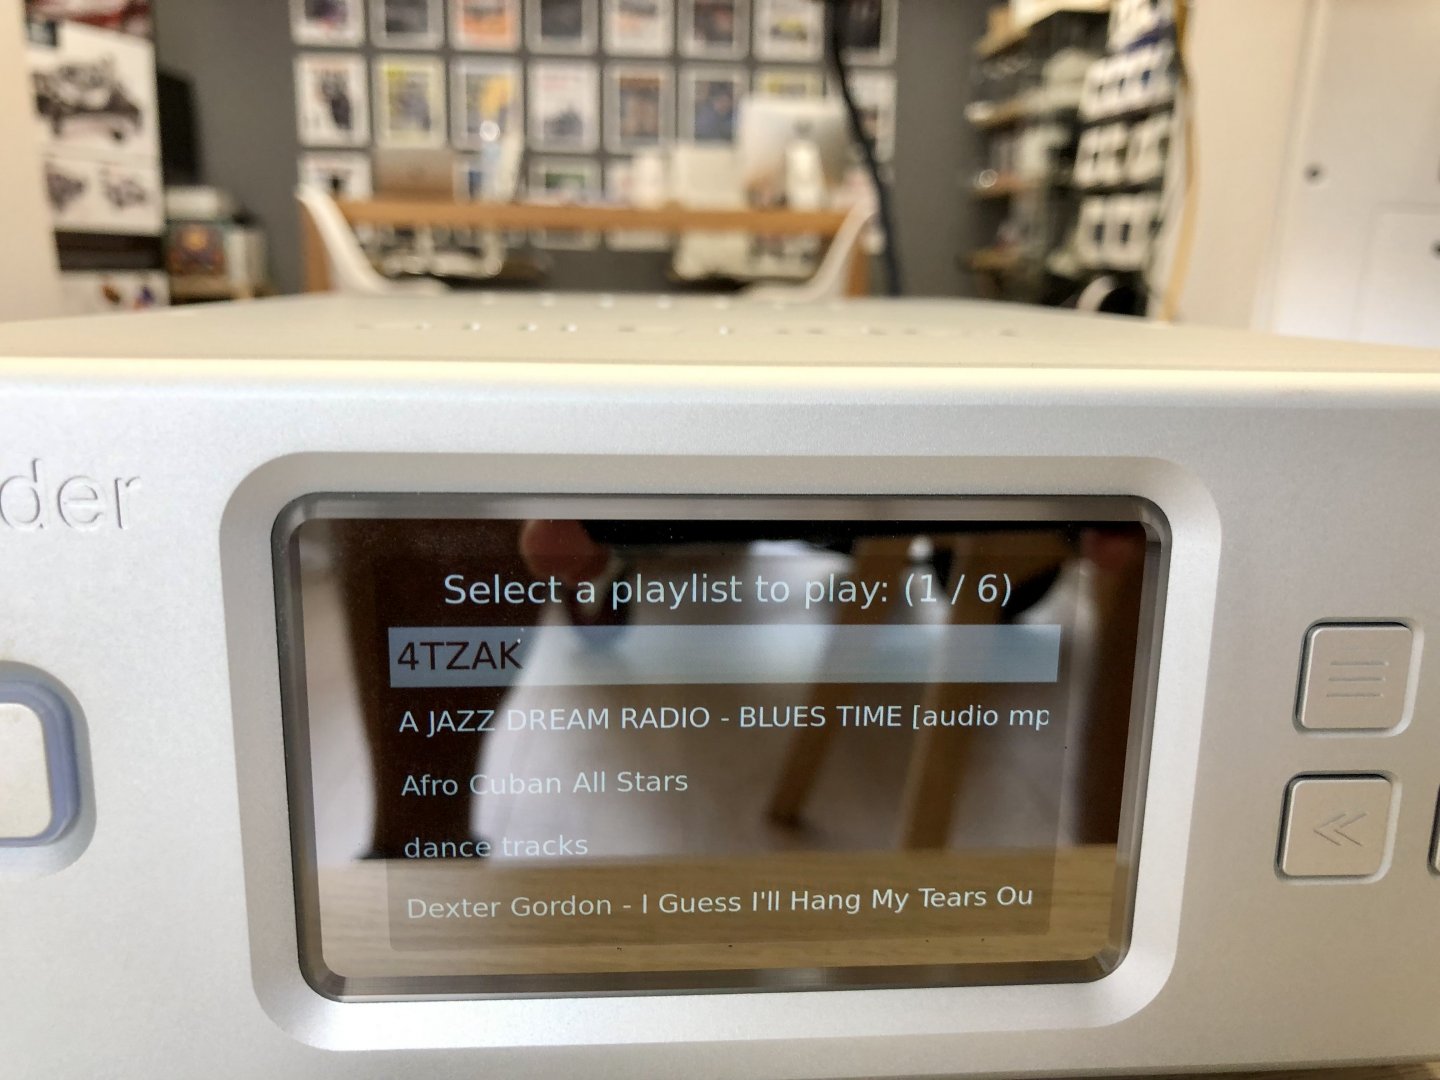 der
Select a playlist to play: (1 / 6)
4TZAK
A JAZZ DREAM RADIO - BLUES TIME [audio mp
Afro Cuban All Stars
dance tracks
Dexter Gordon - I Guess I'll Hang My Tears Ou